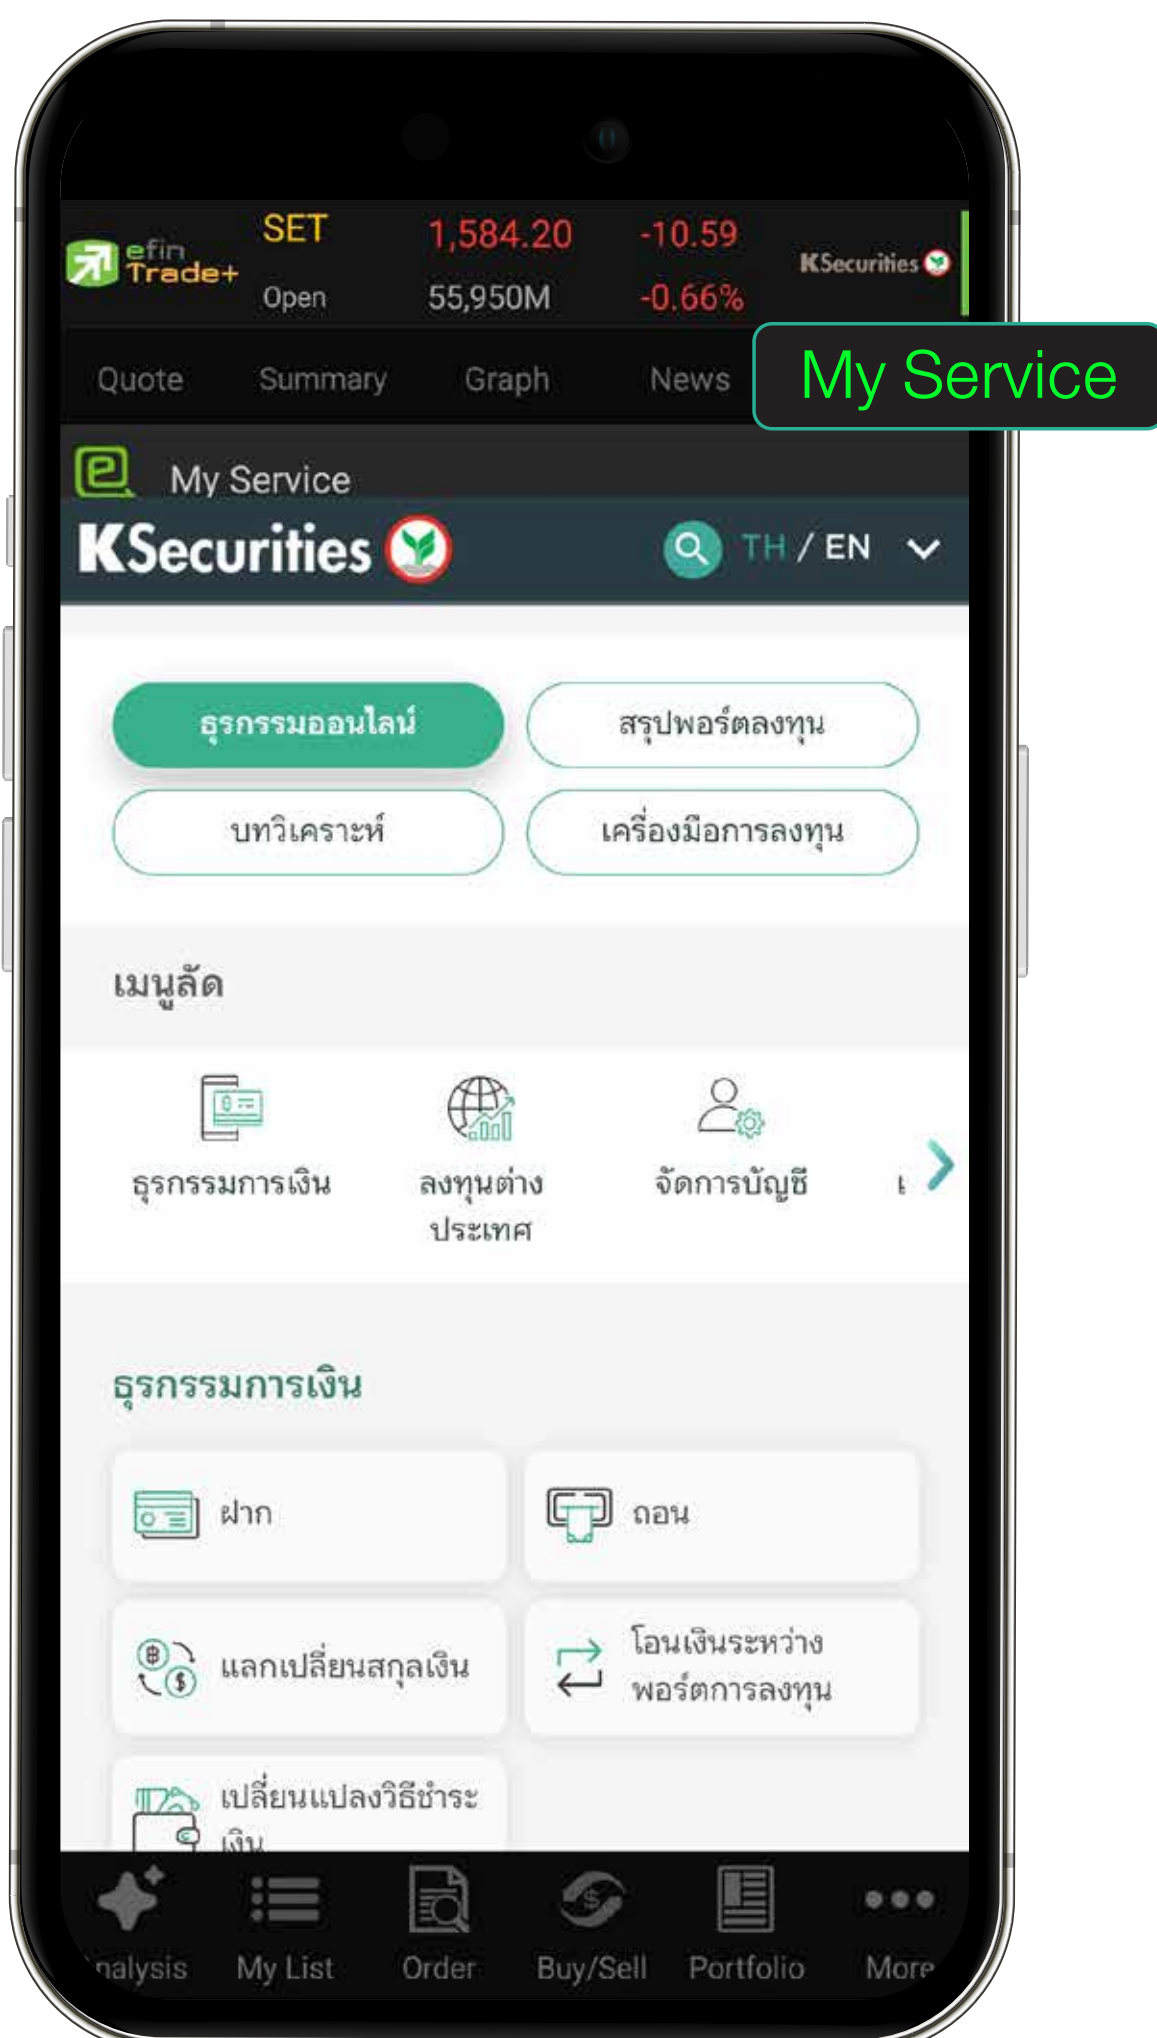 efin
Trade+
SET 1,584.20 -10.59
Open 55,950M -0.66%
KSecurities
Quote Summary Graph News My Service
My Service
KSecurities TH / EN
ธุรกรรมออนไลน์ สรุปพอร์ตลงทุน
บทวิเคราะห์ เครื่องมือการลงทุน
เมนูลัด
ธุรกรรมการเงิน
ลงทุนต่าง
ประเทศ
จัดการบัญชี
เ
ธุรกรรมการเงิน
ฝาก
ถอน
แลกเปลี่ยนสกุลเงิน
โอนเงินระหว่าง
พอร์ตการลงทุน
เปลี่ยนแปลงวิธีชำระ
เงิน
nalysis My List Order Buy/Sell Portfolio More